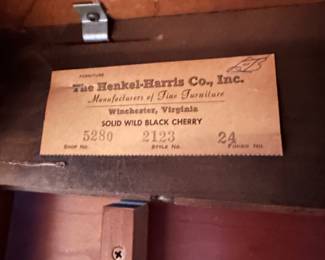 FURNITURE
The Henkel-Harris Co., Inc.
Manufacturers of Fine Furniture
Winchester, Virginia
SOLID WILD BLACK CHERRY
5280 2123 24
SHOP NO. STYLE NO. FINISH NO.